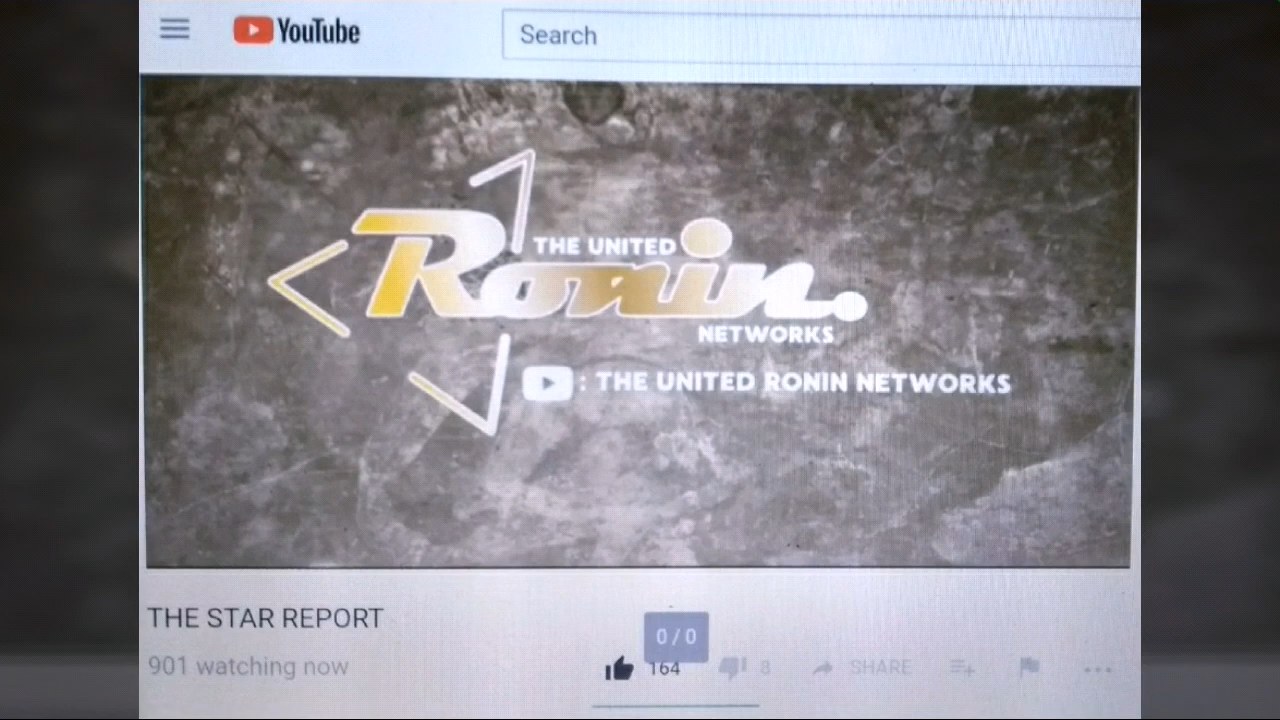 YouTube
Search
THE UNITED
Ronin.
NETWORKS
: THE UNITED RONIN NETWORKS
THE STAR REPORT
0 / 0
901 watching now
164
8
SHARE